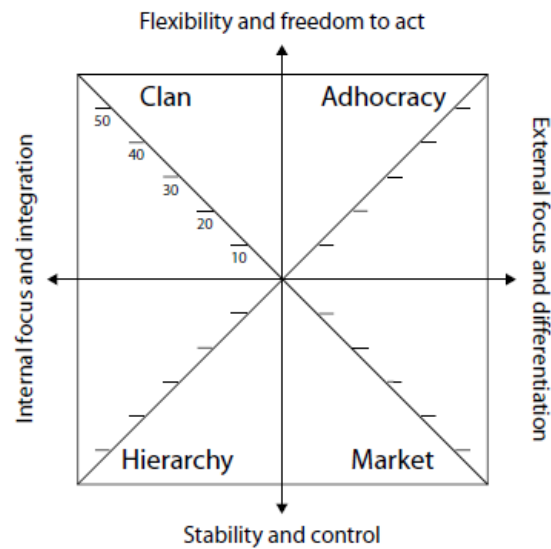 Flexibility and freedom to act
Clan
Adhocracy
50
40
30
20
10
Internal focus and integration
External focus and differentiation
Hierarchy
Market
Stability and control